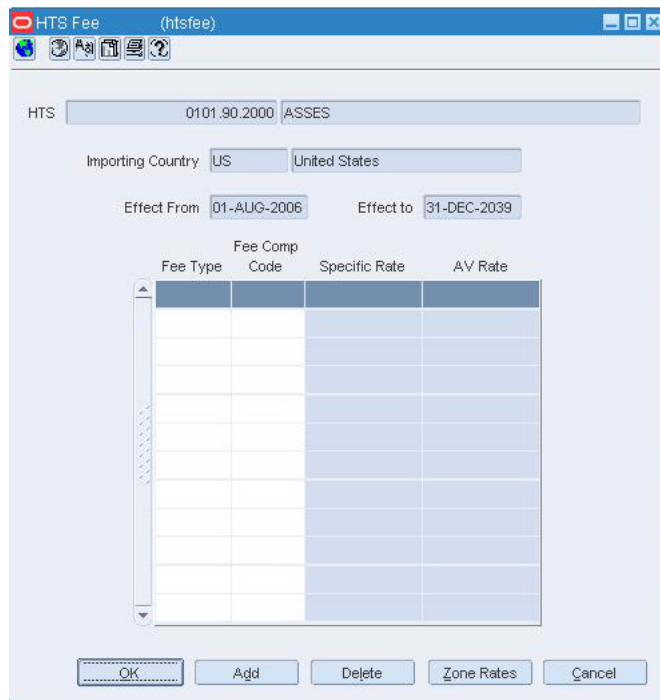 HTS Fee (htsfee)
HTS 0101.90.2000 ASSES
Importing Country US United States
Effect From 01-AUG-2006 Effect to 31-DEC-2039
Fee Type Fee Comp Code Specific Rate AV Rate
OK Add Delete Zone Rates Cancel